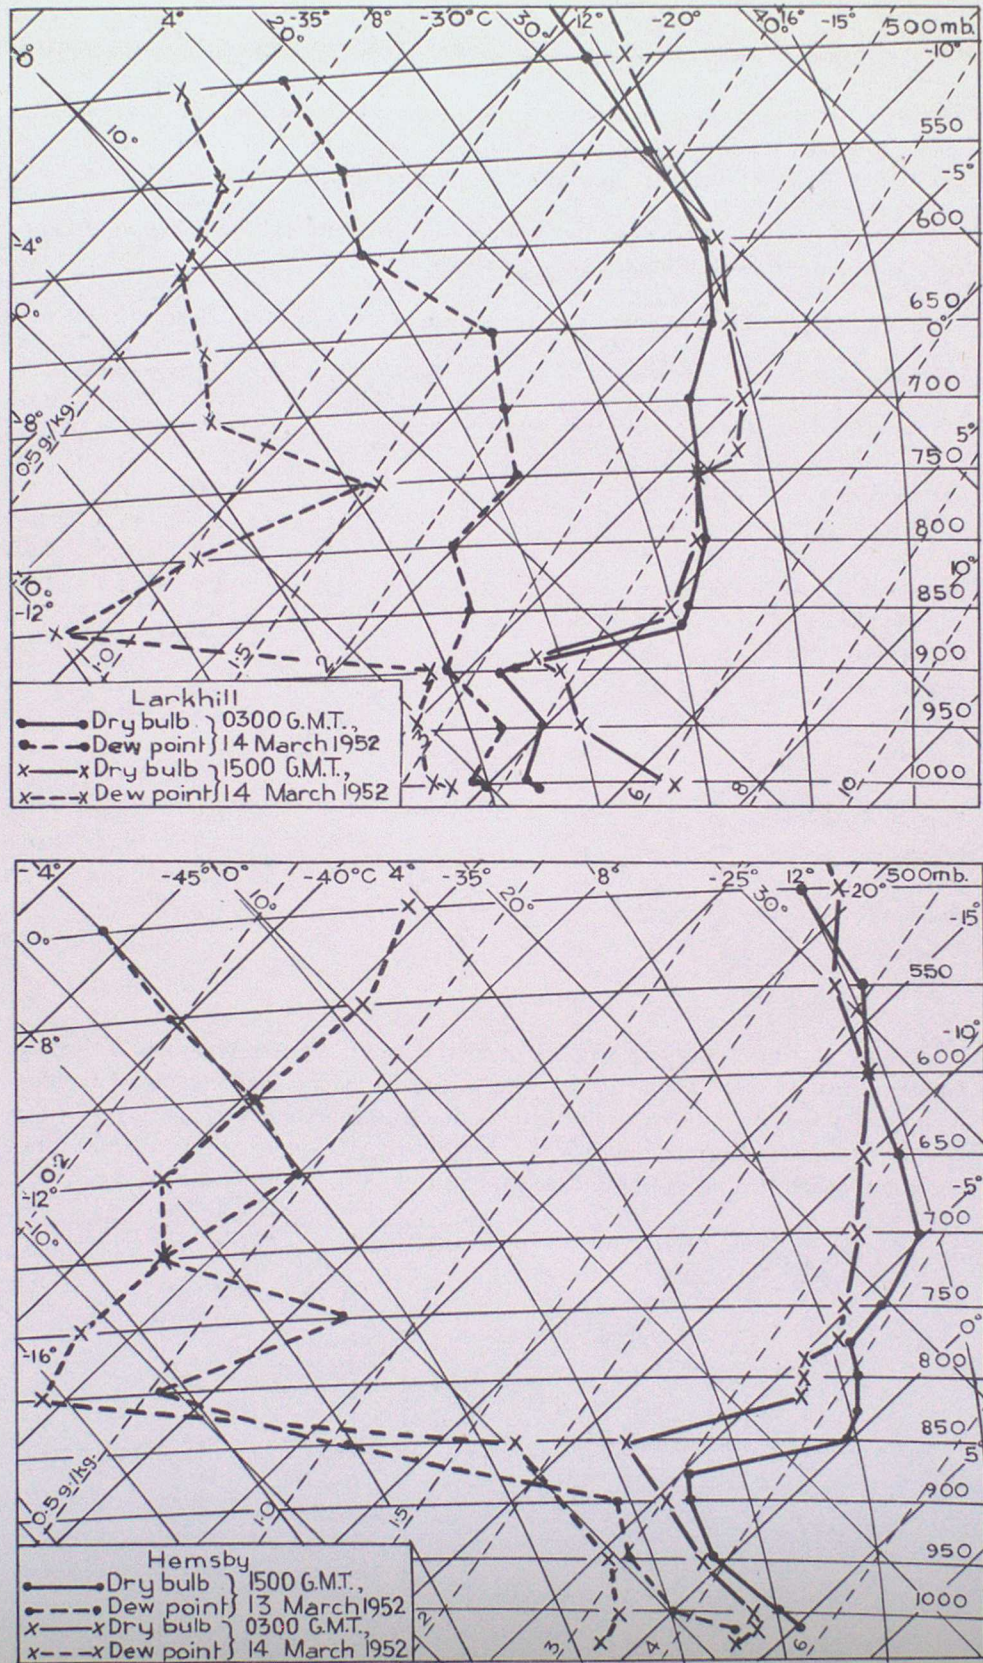 4° -35° 8° -30°C 30° 12° -20° 40° 16° -15° 500mb.
0° 20° -10°
10° 550
-5°
600
-4°
650
0° 0°
700
-8° 5°
0.5g./kg. 750
800
-10° 10°
-12° 850
1.0 1.5 2 900
Larkhill
Dry bulb } 0300 G.M.T.,
Dew point } 14 March 1952
x Dry bulb } 1500 G.M.T.,
x Dew point } 14 March 1952
3 950
1000
6 8 10
-4° -45° 0° -40°C 4° -35° 8° -25° 12° -20° 500mb.
10° 20° 30° -15°
0°
550
-8° -10°
600
0.2 650
-12° -5°
-10° 700
750
-16° 0°
800
850
0.5g/kg. 5°
1.0 1.5 900
Hemsby
Dry bulb } 1500 G.M.T.,
Dew point } 13 March 1952
x Dry bulb } 0300 G.M.T.,
x Dew point } 14 March 1952
950
1000
2 3 4 6